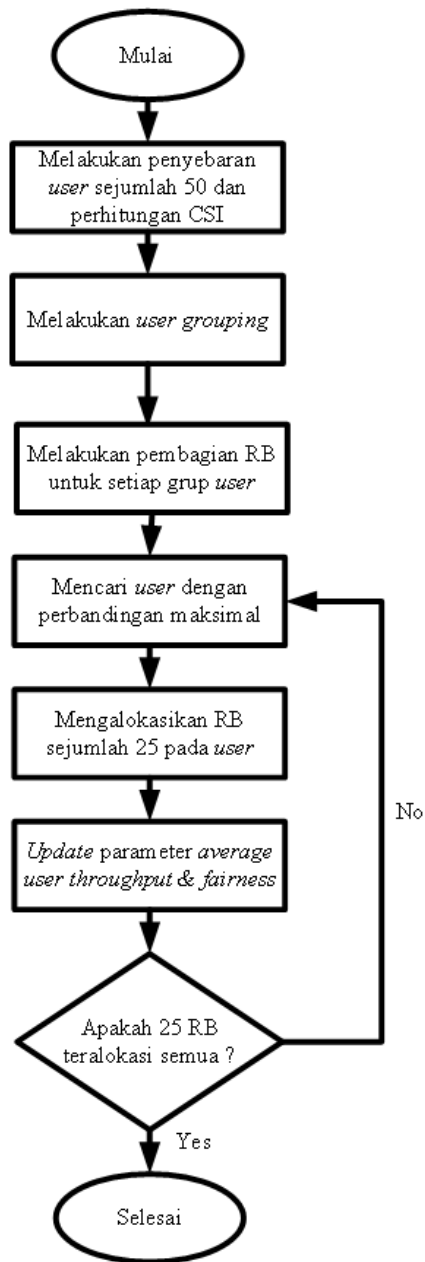 Mulai
Melakukan penyebaran
user sejumlah 50 dan
perhitungan CSI
Melakukan user grouping
Melakukan pembagian RB
untuk setiap grup user
Mencari user dengan
perbandingan maksimal
Mengalokasikan RB
sejumlah 25 pada user
No
Update parameter average
user throughput & fairness
Apakah 25 RB
teralokasi semua ?
Yes
Selesai